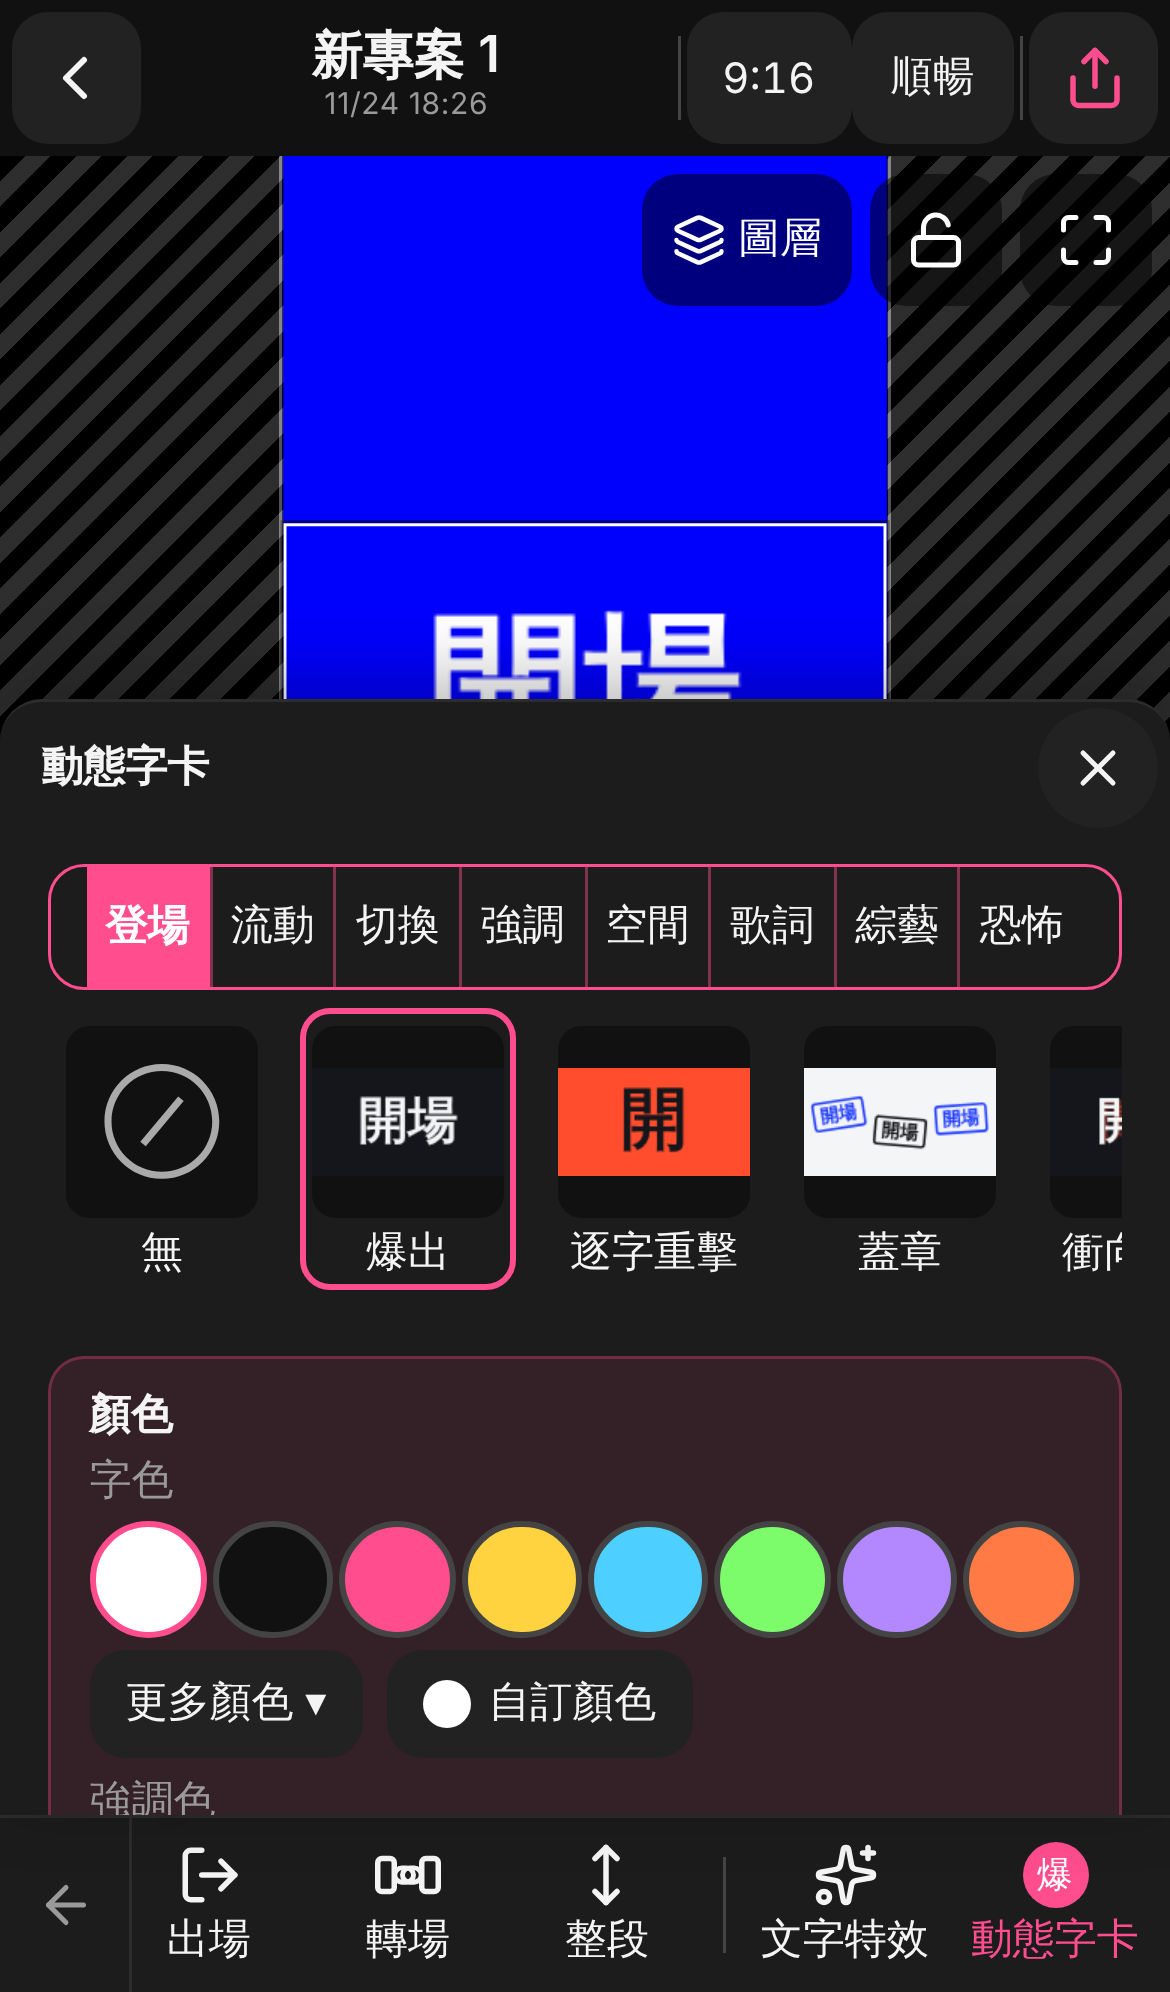 新專案 1
11/24 18:26
9:16
順暢
圖層
開場
動態字卡
登場 流動 切換 強調 空間 歌詞 綜藝 恐怖
開場
開
開場 開場 開場
無 爆出 逐字重擊 蓋章 衝
顏色
字色
更多顏色 ▾
自訂顏色
強調色
爆
出場 轉場 整段 文字特效 動態字卡